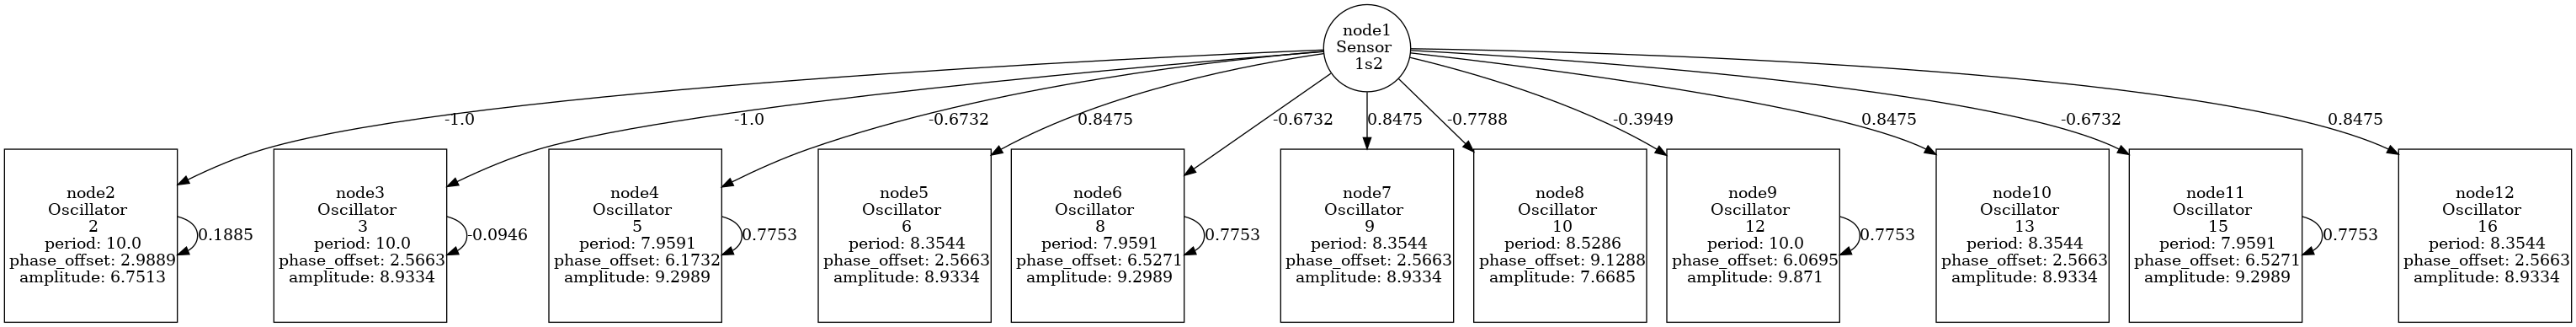 node1
Sensor
1s2
-1.0
-1.0
-0.6732
0.8475
-0.6732
0.8475
-0.7788
-0.3949
0.8475
-0.6732
0.8475
node2
Oscillator
2
period: 10.0
phase_offset: 2.9889
amplitude: 6.7513
0.1885
node3
Oscillator
3
period: 10.0
phase_offset: 2.5663
amplitude: 8.9334
-0.0946
node4
Oscillator
5
period: 7.9591
phase_offset: 6.1732
amplitude: 9.2989
0.7753
node5
Oscillator
6
period: 8.3544
phase_offset: 2.5663
amplitude: 8.9334
node6
Oscillator
8
period: 7.9591
phase_offset: 6.5271
amplitude: 9.2989
0.7753
node7
Oscillator
9
period: 8.3544
phase_offset: 2.5663
amplitude: 8.9334
node8
Oscillator
10
period: 8.5286
phase_offset: 9.1288
amplitude: 7.6685
node9
Oscillator
12
period: 10.0
phase_offset: 6.0695
amplitude: 9.871
0.7753
node10
Oscillator
13
period: 8.3544
phase_offset: 2.5663
amplitude: 8.9334
node11
Oscillator
15
period: 7.9591
phase_offset: 6.5271
amplitude: 9.2989
0.7753
node12
Oscillator
16
period: 8.3544
phase_offset: 2.5663
amplitude: 8.9334